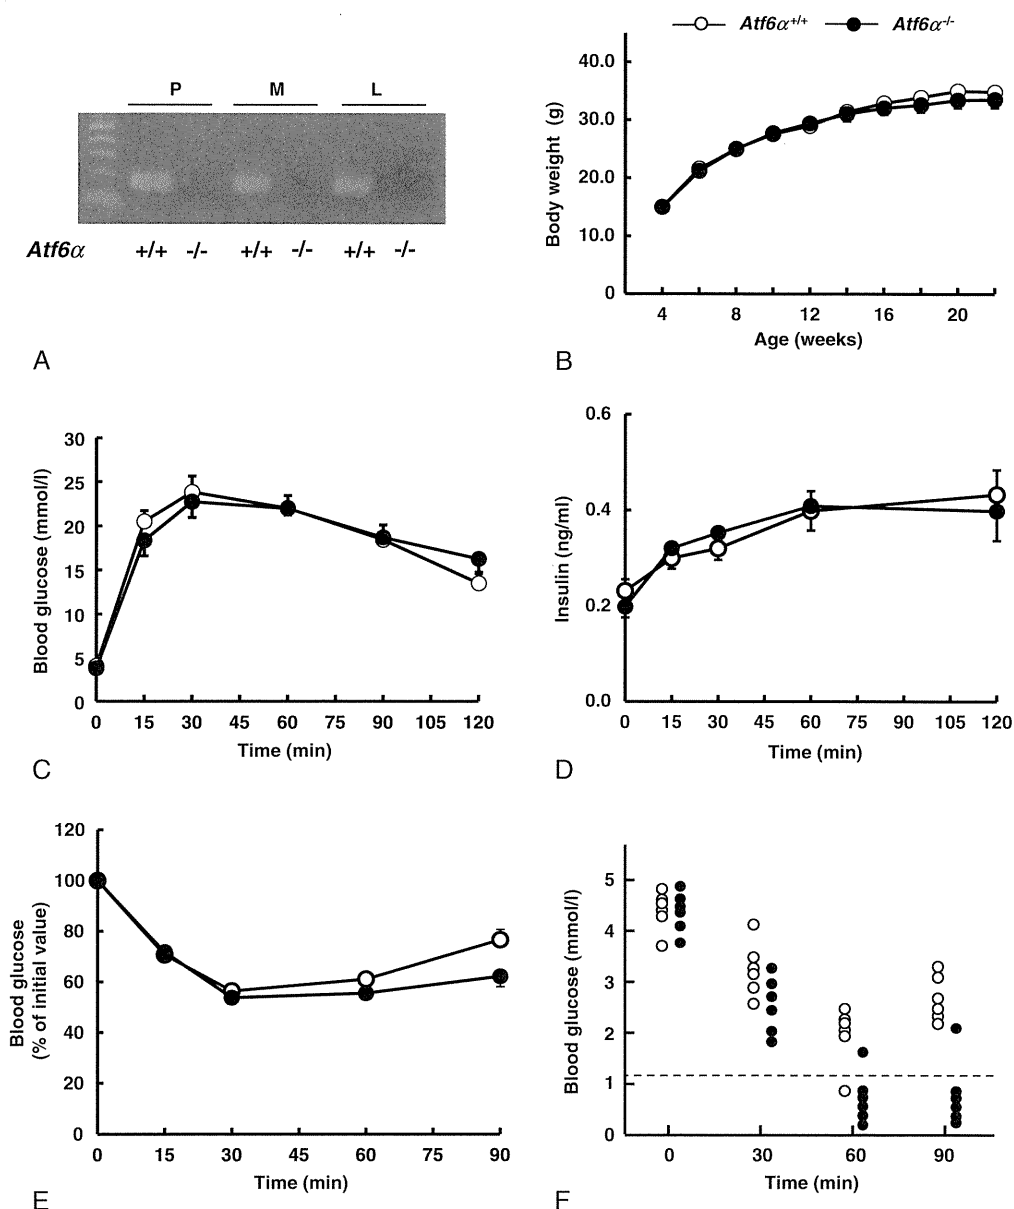 Atf6α+/+ Atf6α-/-
P M L
Atf6α +/+ -/- +/+ -/- +/+ -/-
A
40.0
30.0
20.0
10.0
0
Body weight (g)
4 8 12 16 20
Age (weeks)
B
30
25
20
15
10
5
0
Blood glucose (mmol/l)
0 15 30 45 60 75 90 105 120
Time (min)
C
0.6
0.4
0.2
0.0
Insulin (ng/ml)
0 15 30 45 60 75 90 105 120
Time (min)
D
120
100
80
60
40
20
0
Blood glucose
(% of initial value)
0 15 30 45 60 75 90
Time (min)
E
5
4
3
2
1
0
Blood glucose (mmol/l)
0 30 60 90
Time (min)
F